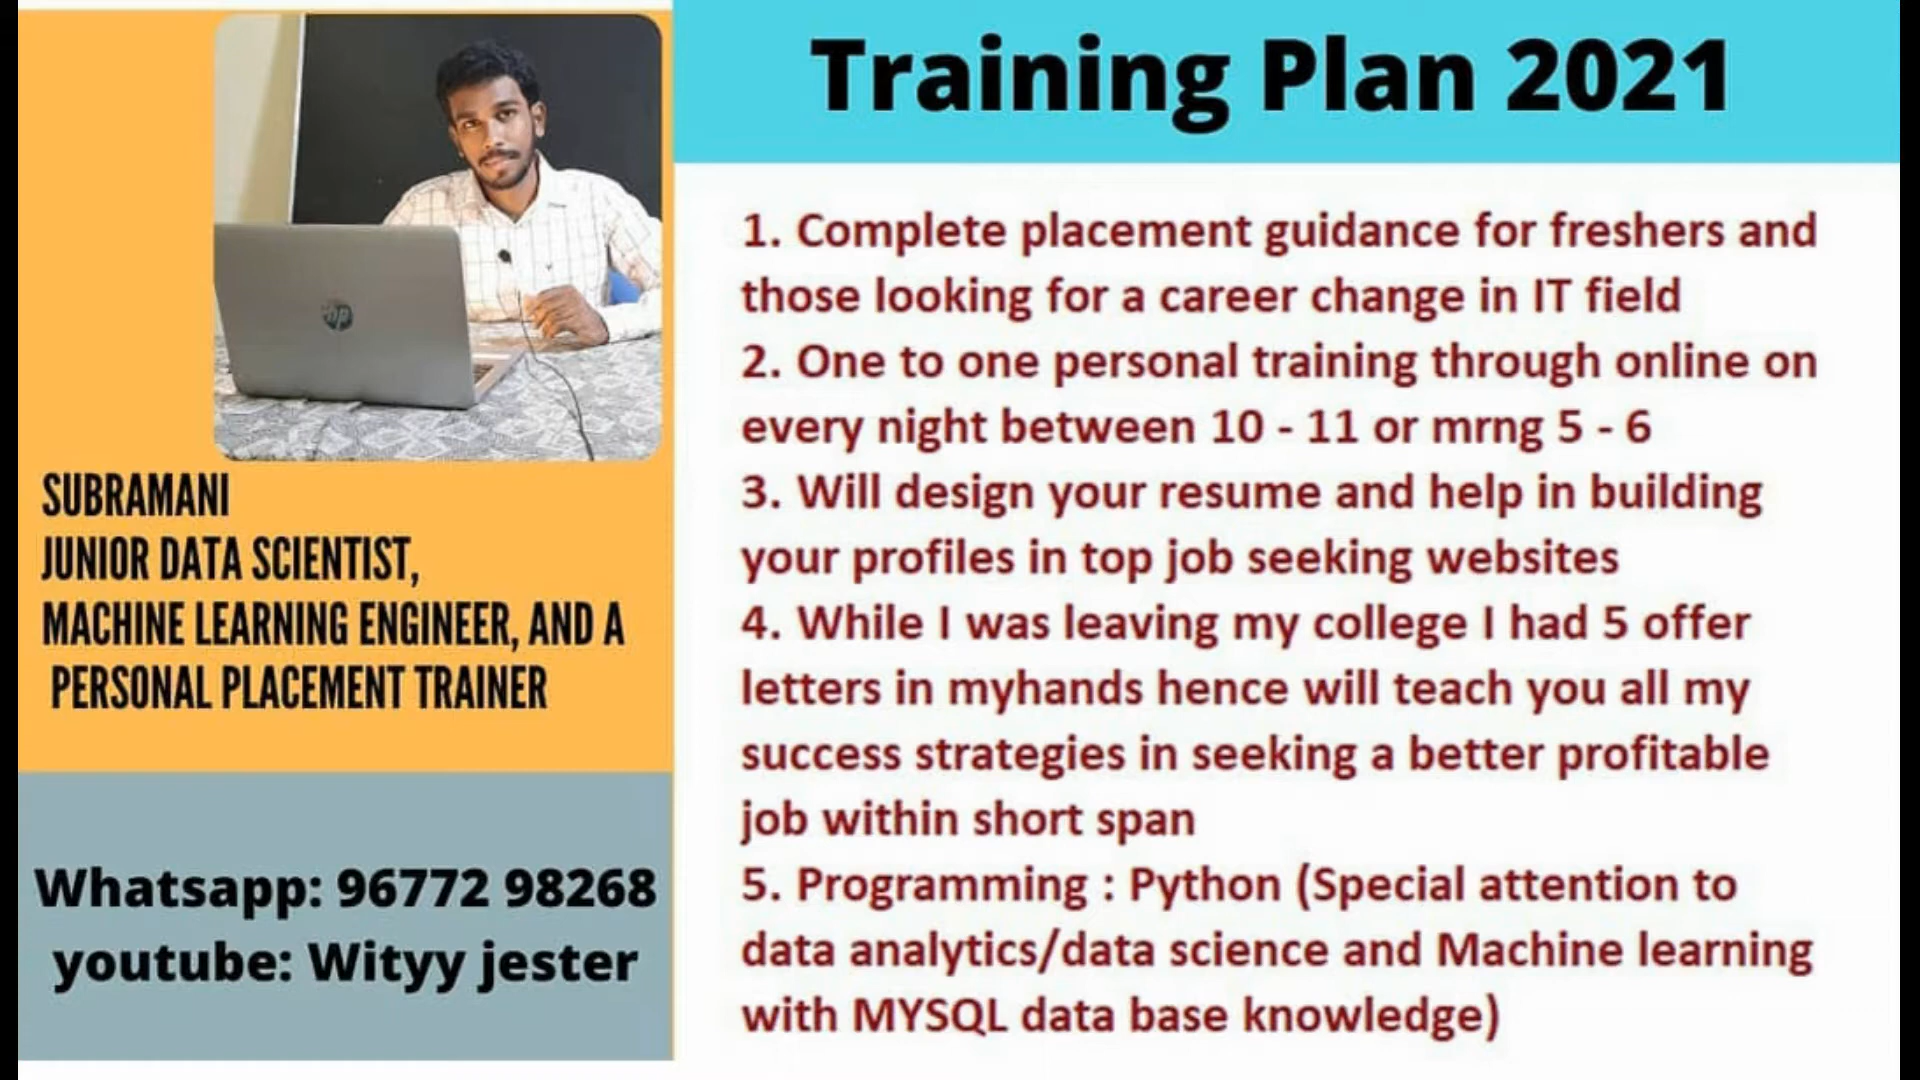 SUBRAMANI
JUNIOR DATA SCIENTIST,
MACHINE LEARNING ENGINEER, AND A
PERSONAL PLACEMENT TRAINER
Whatsapp: 96772 98268
youtube: Wityy jester
hp
Training Plan 2021
1. Complete placement guidance for freshers and
those looking for a career change in IT field
2. One to one personal training through online on
every night between 10 - 11 or mrng 5 - 6
3. Will design your resume and help in building
your profiles in top job seeking websites
4. While I was leaving my college I had 5 offer
letters in myhands hence will teach you all my
success strategies in seeking a better profitable
job within short span
5. Programming : Python (Special attention to
data analytics/data science and Machine learning
with MYSQL data base knowledge)